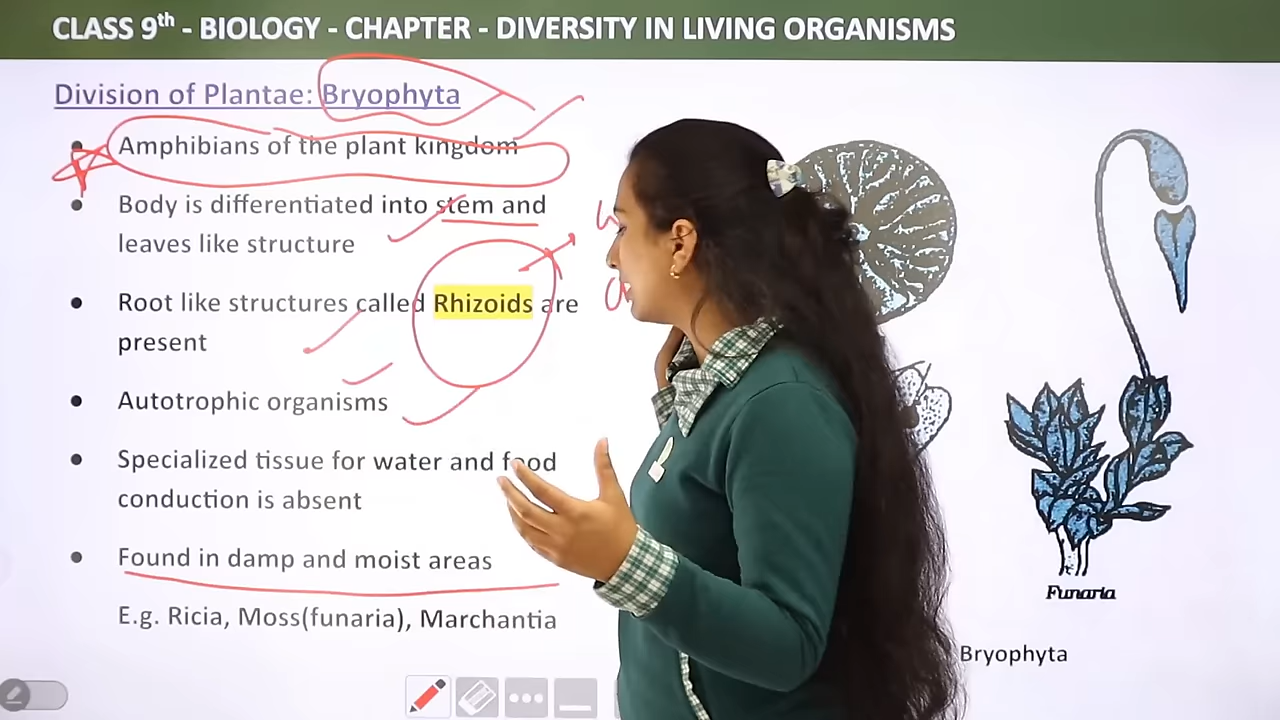 CLASS 9th - BIOLOGY - CHAPTER - DIVERSITY IN LIVING ORGANISMS
Division of Plantae: Bryophyta
Amphibians of the plant kingdom
Body is differentiated into stem and
leaves like structure
Root like structures called Rhizoids are
present
Autotrophic organisms
Specialized tissue for water and food
conduction is absent
Found in damp and moist areas
E.g. Ricia, Moss(funaria), Marchantia
Funaria
Bryophyta